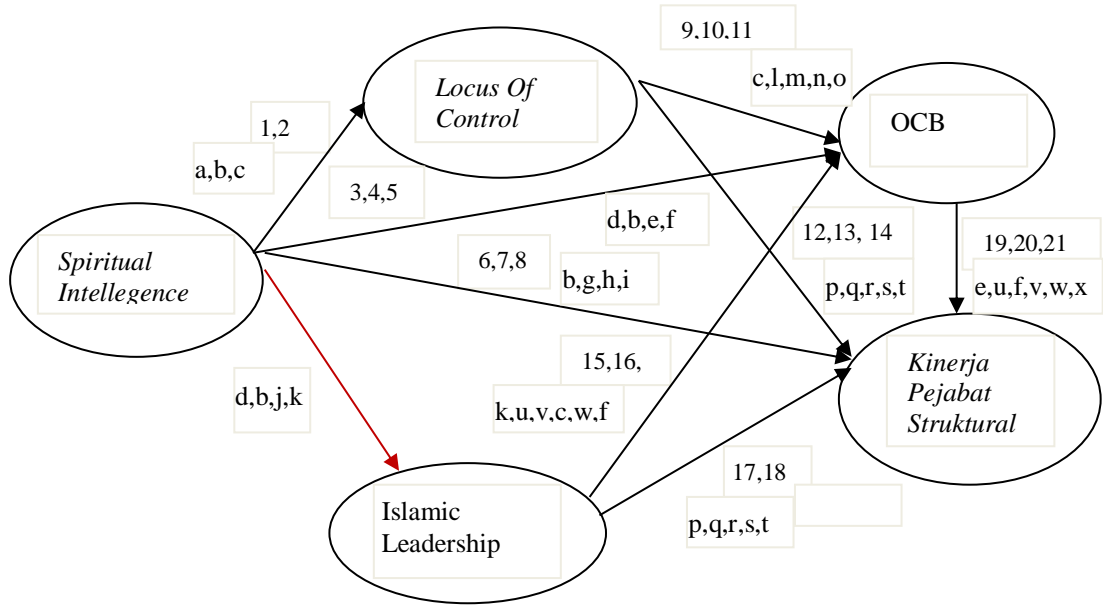 9,10,11
c,l,m,n,o
Locus Of
Control
OCB
1,2
a,b,c
3,4,5
d,b,e,f
12,13, 14
p,q,r,s,t
19,20,21
e,u,f,v,w,x
Spiritual
Intellegence
6,7,8
b,g,h,i
15,16,
k,u,v,c,w,f
Kinerja
Pejabat
Struktural
d,b,j,k
17,18
p,q,r,s,t
Islamic
Leadership